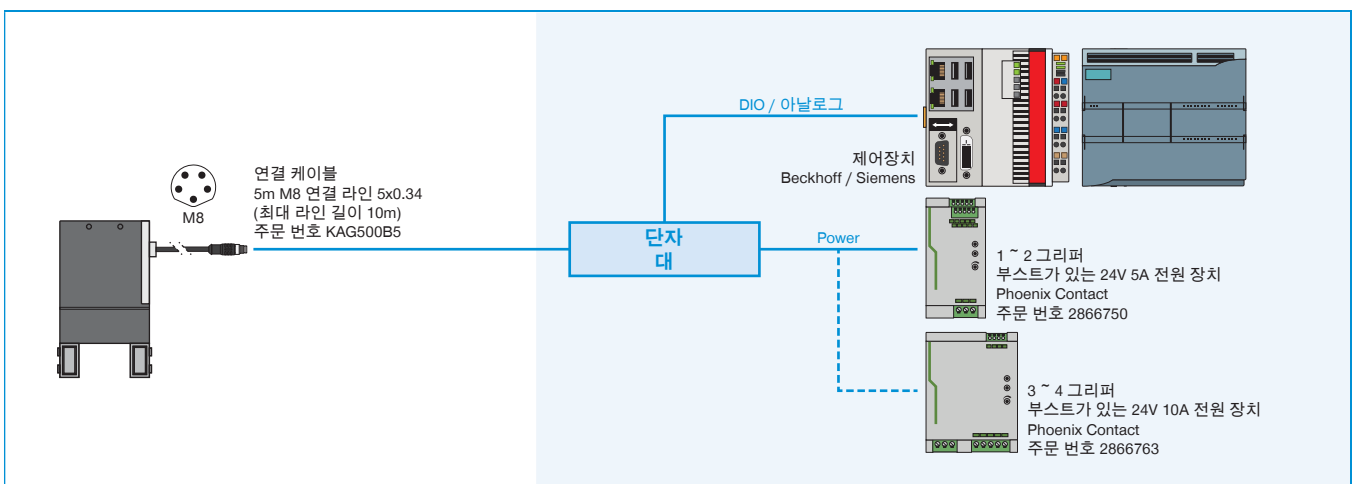 M8
연결 케이블
5m M8 연결 라인 5x0.34
(최대 라인 길이 10m)
주문 번호 KAG500B5
단자
대
DIO / 아날로그
제어장치
Beckhoff / Siemens
Power
1 ~ 2 그리퍼
부스트가 있는 24V 5A 전원 장치
Phoenix Contact
주문 번호 2866750
3 ~ 4 그리퍼
부스트가 있는 24V 10A 전원 장치
Phoenix Contact
주문 번호 2866763